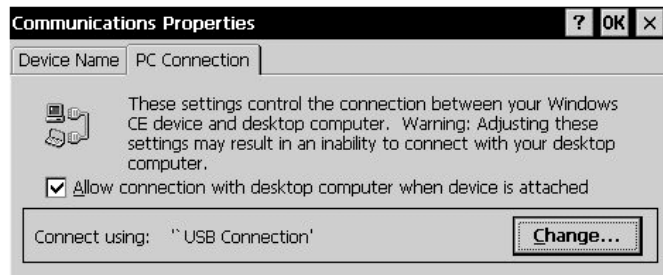 Communications Properties ? OK ×
Device Name PC Connection
These settings control the connection between your Windows
CE device and desktop computer. Warning: Adjusting these
settings may result in an inability to connect with your desktop
computer.
Allow connection with desktop computer when device is attached
Connect using: ``USB Connection' Change...